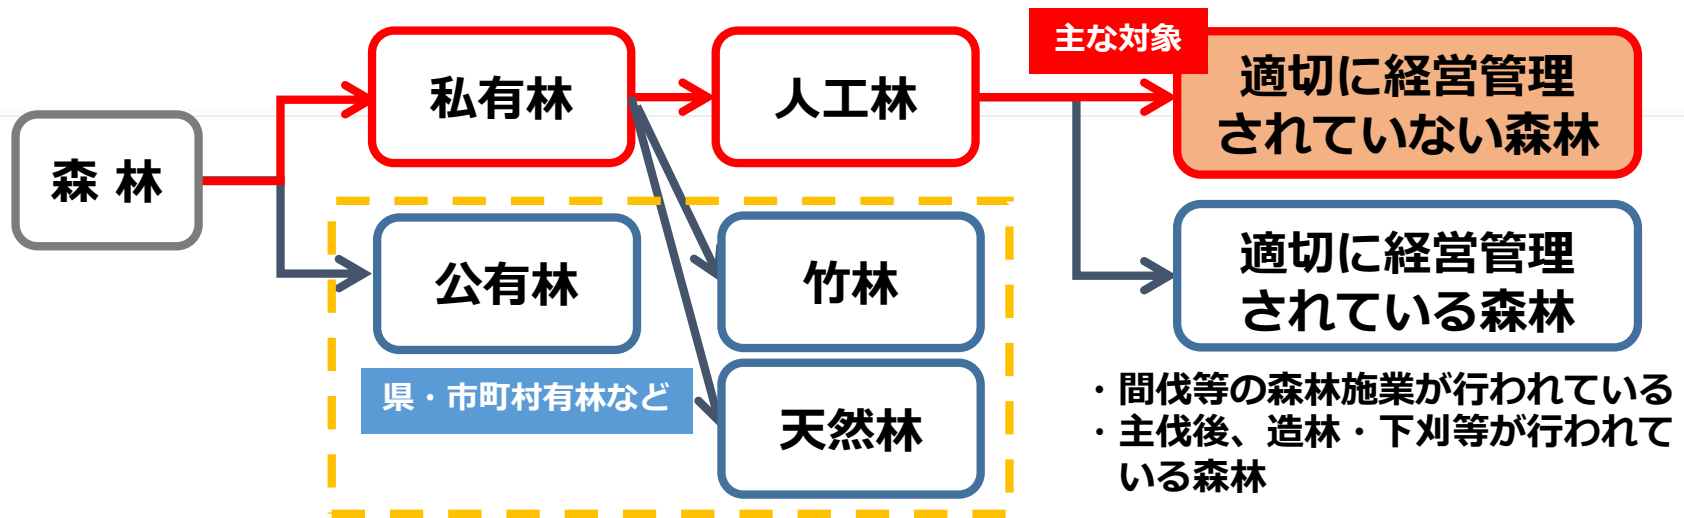 主な対象
森 林
私有林
人工林
適切に経営管理
されていない森林
公有林
県・市町村有林など
竹林
天然林
適切に経営管理
されている森林
・間伐等の森林施業が行われている
・主伐後、造林・下刈等が行われて
いる森林